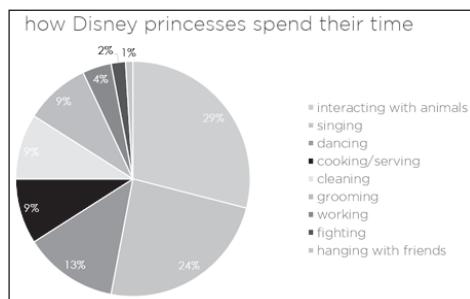 how Disney princesses spend their time
2% 1%
9% 4%
29%
9%
9%
13%
24%
interacting with animals
singing
dancing
cooking/serving
cleaning
grooming
working
fighting
hanging with friends